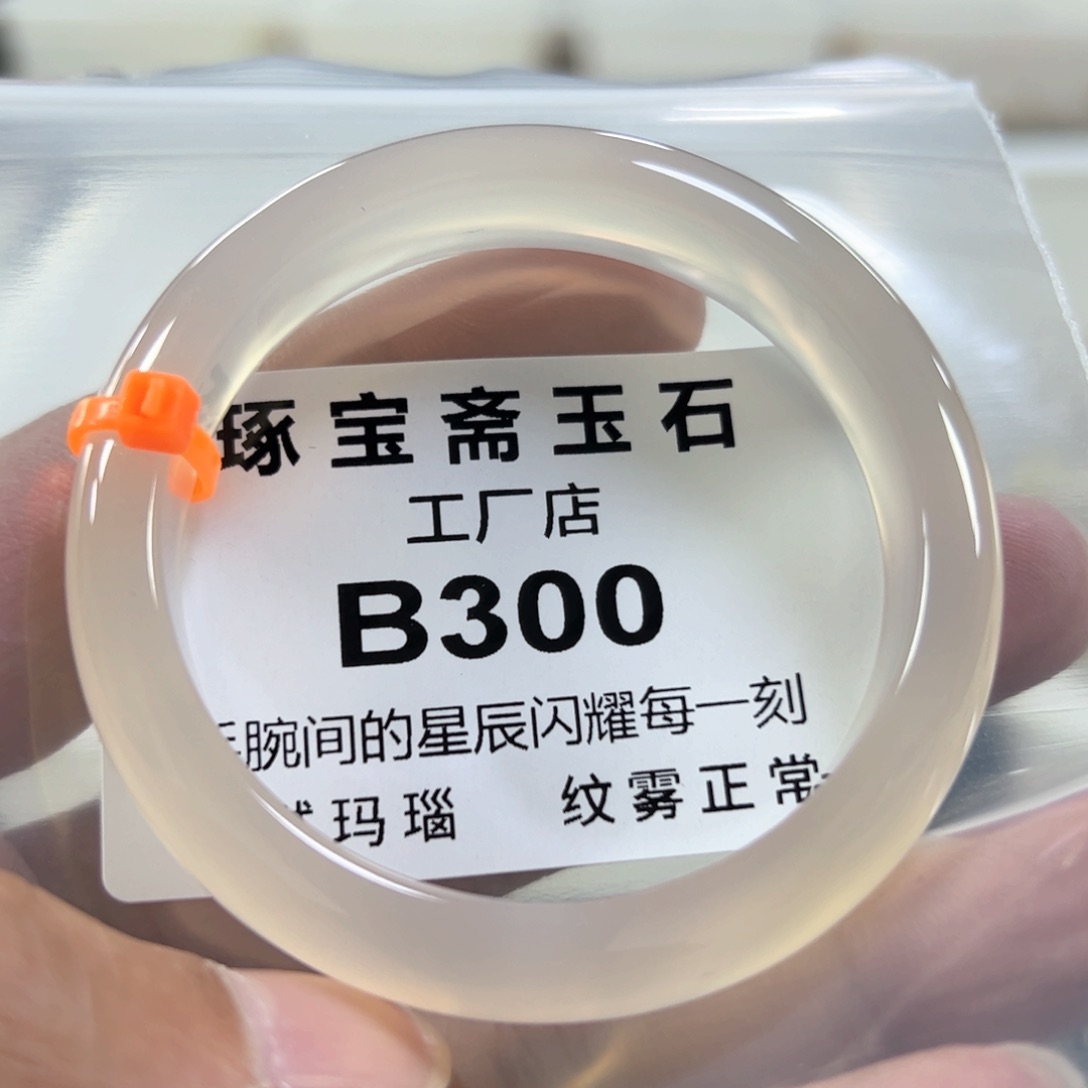 琢宝斋玉石
工厂店
B300
腕间的星辰闪耀每一刻
玛瑙 纹雾正常